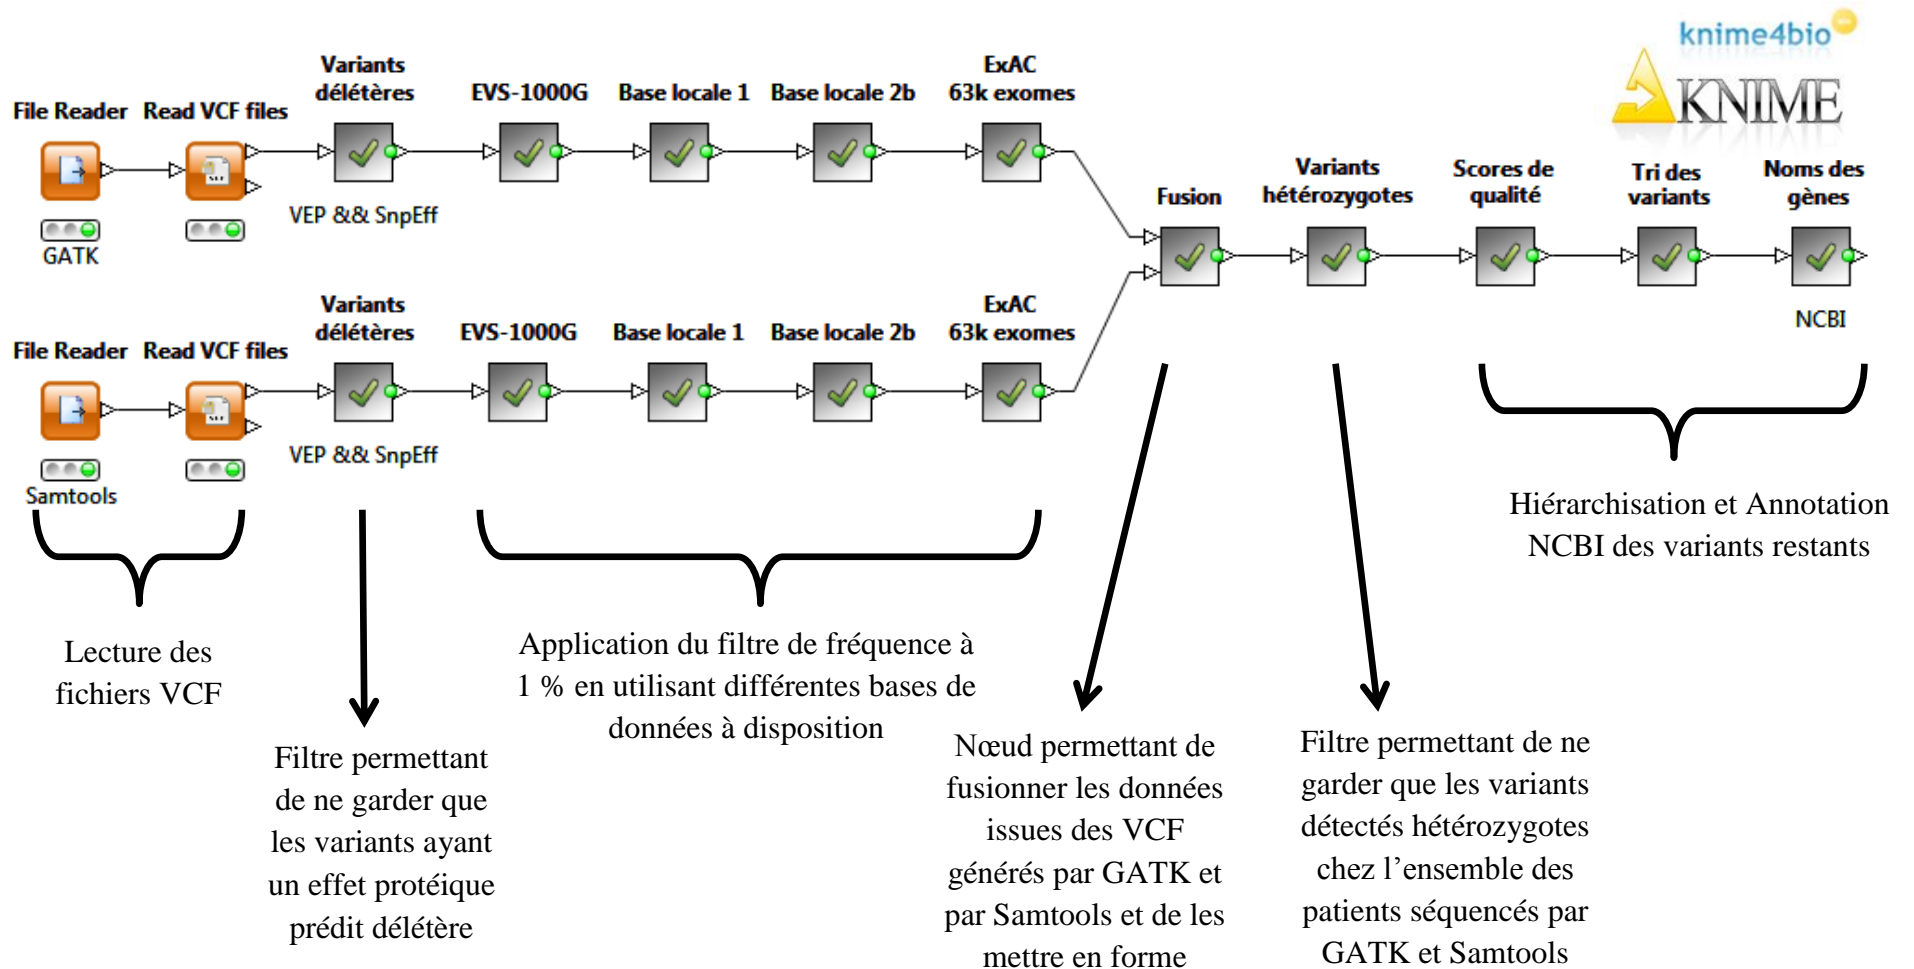 knime4bio
KNIME
File Reader
Read VCF files
Variants
délétères
EVS-1000G
Base locale 1
Base locale 2b
ExAC
63k exomes
GATK
VEP && SnpEff
File Reader
Read VCF files
Variants
délétères
EVS-1000G
Base locale 1
Base locale 2b
ExAC
63k exomes
Samtools
VEP && SnpEff
Fusion
Variants
hétérozygotes
Scores de
qualité
Tri des
variants
Noms des
gènes
NCBI
Lecture des
fichiers VCF
Filtre permettant
de ne garder que
les variants ayant
un effet protéique
prédit délétère
Application du filtre de fréquence à
1 % en utilisant différentes bases de
données à disposition
Nœud permettant de
fusionner les données
issues des VCF
générés par GATK et
par Samtools et de les
mettre en forme
Filtre permettant de ne
garder que les variants
détectés hétérozygotes
chez l’ensemble des
patients séquencés par
GATK et Samtools
Hiérarchisation et Annotation
NCBI des variants restants